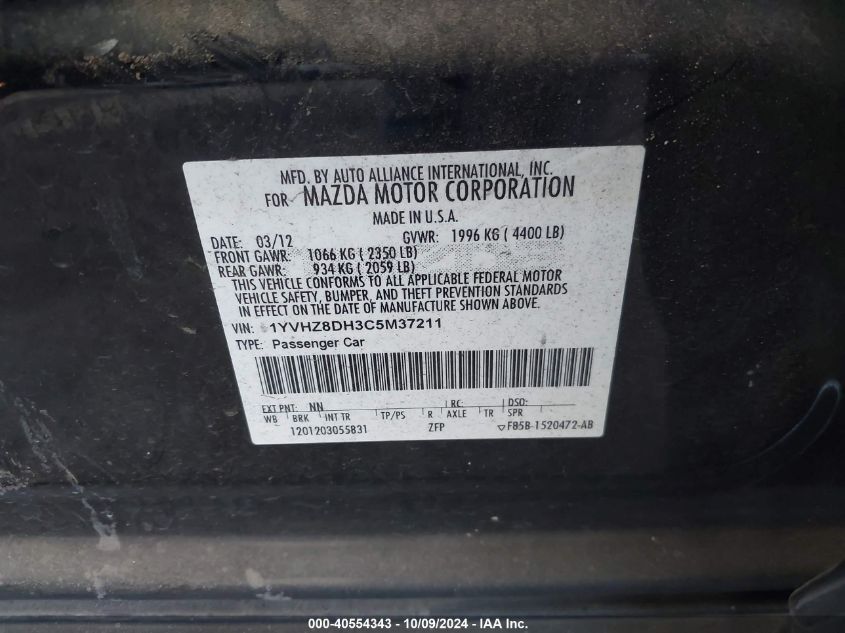 MFD. BY AUTO ALLIANCE INTERNATIONAL, INC.
FOR MAZDA MOTOR CORPORATION
MADE IN U.S.A.
DATE: 03/12 GVWR: 1996 KG ( 4400 LB)
FRONT GAWR: 1066 KG ( 2350 LB)
REAR GAWR: 934 KG ( 2059 LB)
THIS VEHICLE CONFORMS TO ALL APPLICABLE FEDERAL MOTOR
VEHICLE SAFETY, BUMPER, AND THEFT PREVENTION STANDARDS
IN EFFECT ON THE DATE OF MANUFACTURE SHOWN ABOVE.
VIN: 1YVHZ8DH3C5M37211
TYPE: Passenger Car
EXT PNT: NN RC: DSO:
WB BRK INT TR TP/PS R AXLE TR SPR
1201203055831 ZFP F85B-1520472-AB
000-40554343 - 10/09/2024 - IAA Inc.